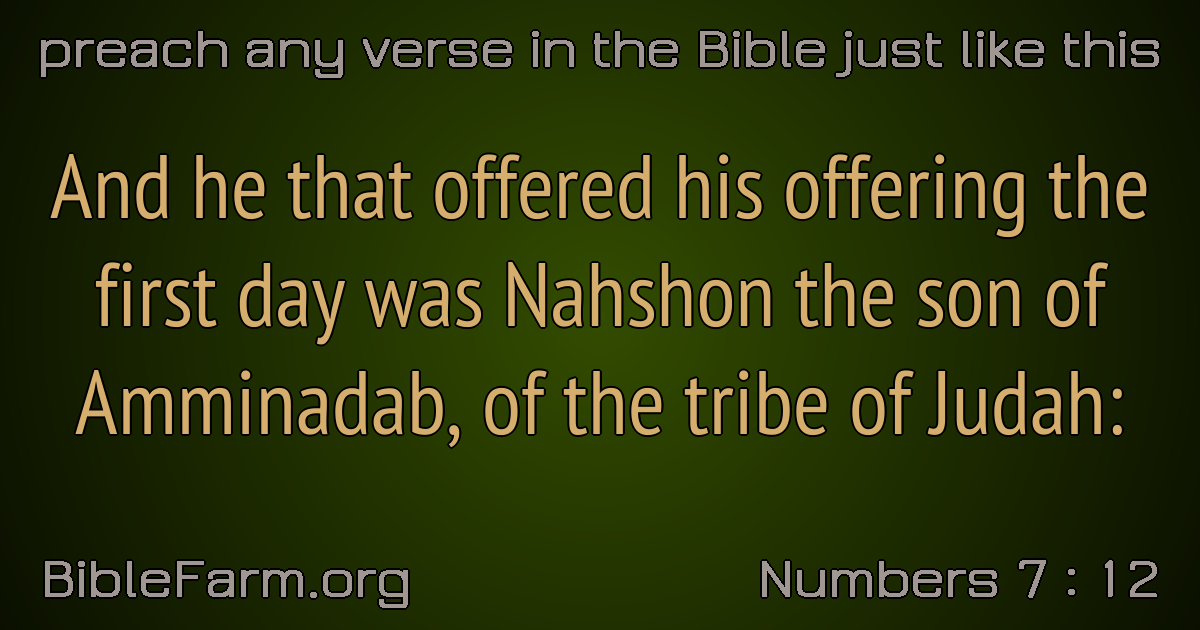 preach any verse in the Bible just like this
And he that offered his offering the
first day was Nahshon the son of
Amminadab, of the tribe of Judah:
BibleFarm.org
Numbers 7 : 12